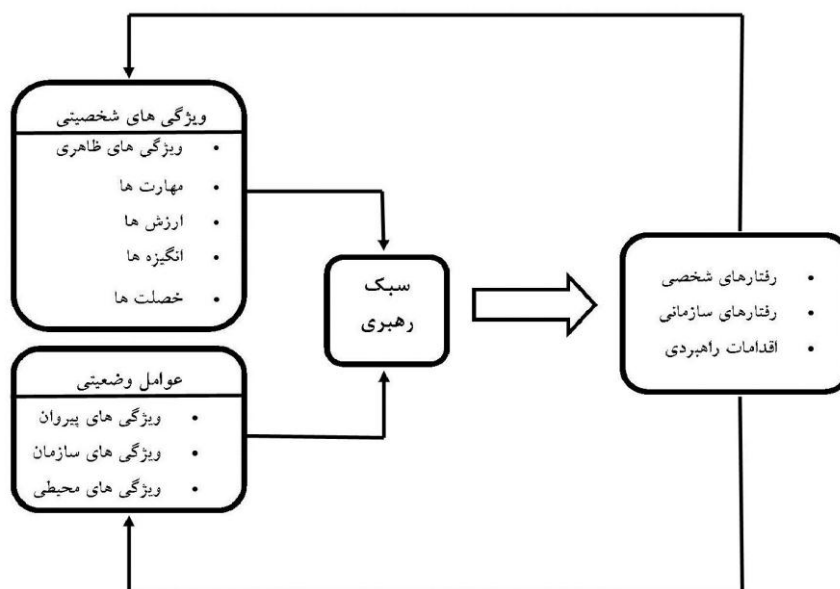 ویژگی های شخصیتی
• ویژگی های ظاهری
• مهارت ها
• ارزش ها
• انگیزه ها
• خصلت ها
عوامل وضعیتی
• ویژگی های پیروان
• ویژگی های سازمان
• ویژگی های محیطی
سبک
رهبری
• رفتارهای شخصی
• رفتارهای سازمانی
• اقدامات راهبردی